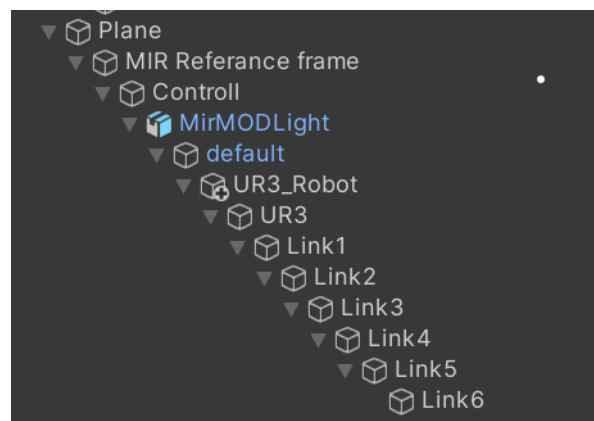 Plane
MIR Referance frame
Controll
MirMODLight
default
UR3_Robot
UR3
Link1
Link2
Link3
Link4
Link5
Link6